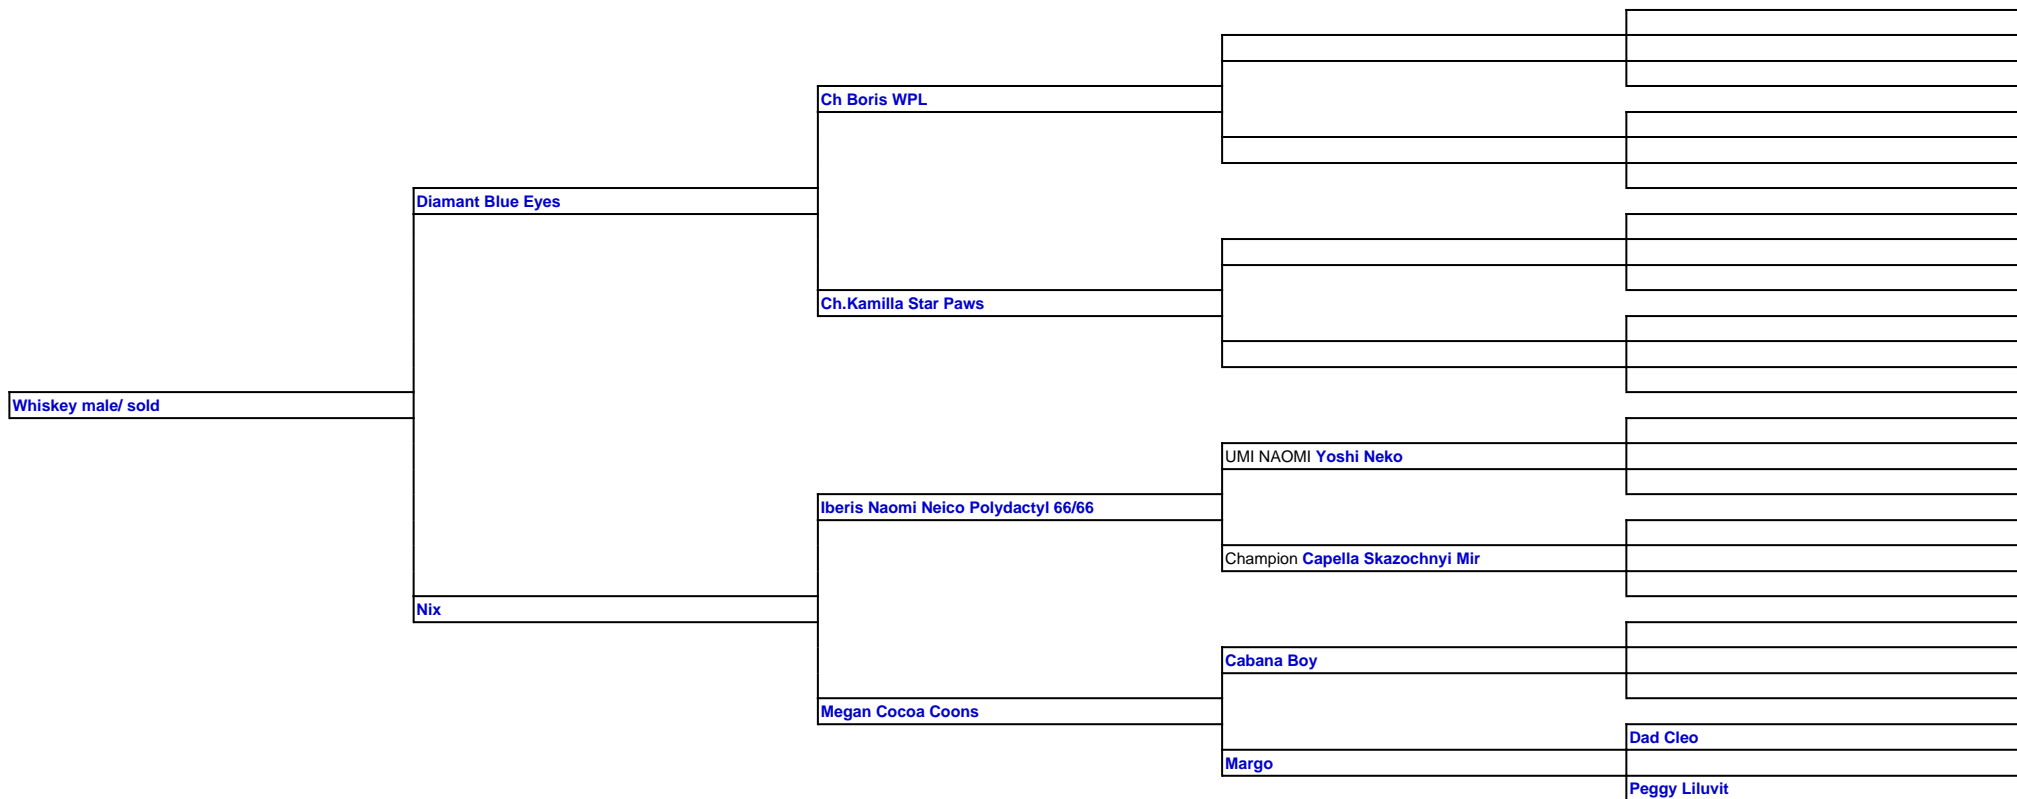 Ch Boris WPL
Diamant Blue Eyes
Ch.Kamilla Star Paws
Whiskey male/ sold
UMI NAOMI Yoshi Neko
Iberis Naomi Neico Polydactyl 66/66
Champion Capella Skazochnyi Mir
Nix
Cabana Boy
Megan Cocoa Coons
Dad Cleo
Margo
Peggy Liluvit